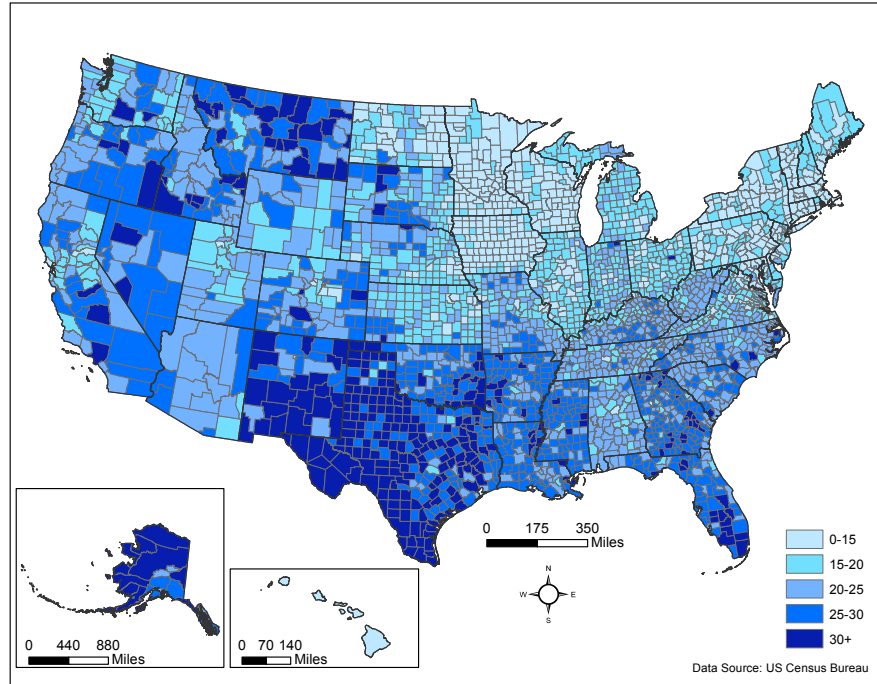 0 175 350
Miles
N
W E
S
0-15
15-20
20-25
25-30
30+
0 440 880
Miles
0 70 140
Miles
Data Source: US Census Bureau